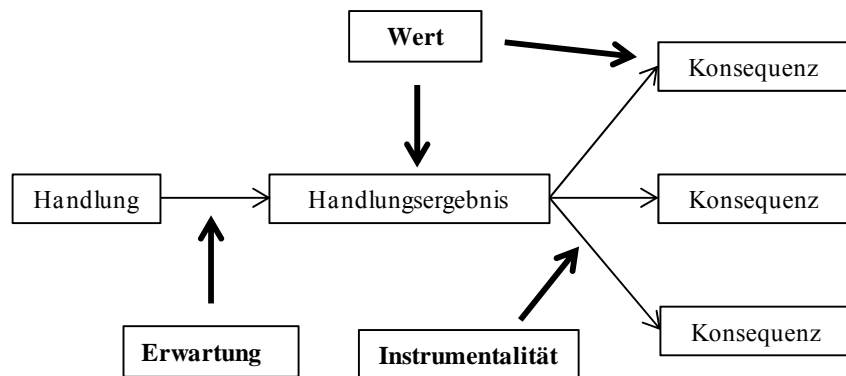 Wert
Konsequenz
Handlung
Handlungsergebnis
Konsequenz
Konsequenz
Erwartung
Instrumentalität